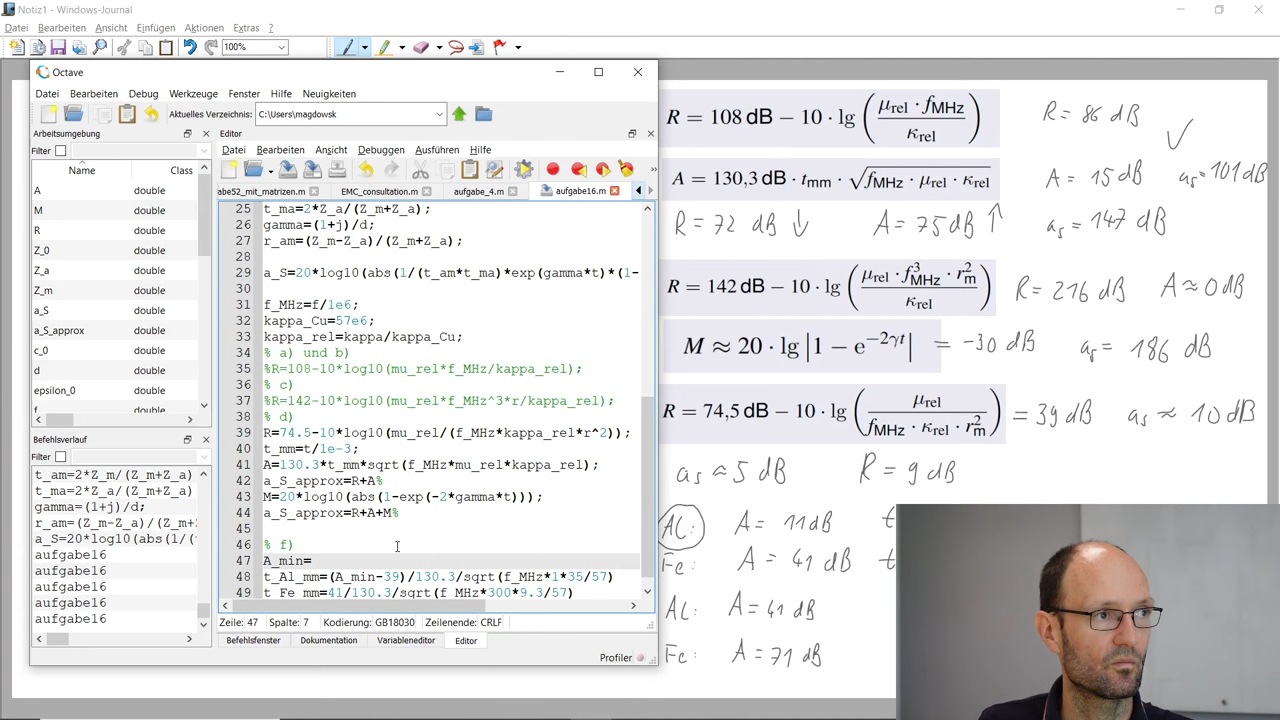 Notiz1 - Windows-Journal
Datei Bearbeiten Ansicht Einfügen Aktionen Extras ?
100%
Octave
Datei Bearbeiten Debug Werkzeuge Fenster Hilfe Neuigkeiten
Aktuelles Verzeichnis: C:\Users\magdowsk
Arbeitsumgebung
Filter
Name Class
A double
M double
R double
Z_0 double
Z_a double
Z_m double
a_S double
a_S_approx double
c_0 double
d double
epsilon_0 double
f double
Befehlsverlauf
Filter
t_am=2*Z_m/(Z_m+Z_a)
t_ma=2*Z_a/(Z_m+Z_a)
gamma=(1+j)/d;
r_am=(Z_m-Z_a)/(Z_m+Z_a)
a_S=20*log10(abs(1/(t
aufgabe16
aufgabe16
aufgabe16
aufgabe16
aufgabe16
Editor
Datei Bearbeiten Ansicht Debuggen Ausführen Hilfe
abe52_mit_matrizen.m EMC_consultation.m aufgabe_4.m aufgabe16.m
25 t_ma=2*Z_a/(Z_m+Z_a);
26 gamma=(1+j)/d;
27 r_am=(Z_m-Z_a)/(Z_m+Z_a);
28
29 a_S=20*log10(abs(1/(t_am*t_ma)*exp(gamma*t)*(1-
30
31 f_MHz=f/1e6;
32 kappa_Cu=57e6;
33 kappa_rel=kappa/kappa_Cu;
34 % a) und b)
35 %R=108-10*log10(mu_rel*f_MHz/kappa_rel);
36 % c)
37 %R=142-10*log10(mu_rel*f_MHz^3*r/kappa_rel);
38 % d)
39 R=74.5-10*log10(mu_rel/(f_MHz*kappa_rel*r^2));
40 t_mm=t/1e-3;
41 A=130.3*t_mm*sqrt(f_MHz*mu_rel*kappa_rel);
42 a_S_approx=R+A%
43 M=20*log10(abs(1-exp(-2*gamma*t)));
44 a_S_approx=R+A+M%
45
46 % f)
47 A_min=
48 t_Al_mm=(A_min-39)/130.3/sqrt(f_MHz*1*35/57)
49 t_Fe_mm=41/130.3/sqrt(f_MHz*300*9.3/57)
Zeile: 47 Spalte: 7 Kodierung: GB18030 Zeilenende: CRLF
Befehlsfenster Dokumentation Variableneditor Editor
Profiler
R = 108 dB − 10 · lg (μrel · fMHz / κrel) R = 86 dB ✓
A = 130,3 dB · tmm · √(fMHz · μrel · κrel) A = 15 dB as = 101 dB
R = 72 dB ↓ A = 75 dB ↑ as = 147 dB
R = 142 dB − 10 · lg (μrel · f³MHz · r²m / κrel) R = 216 dB A ≈ 0 dB
M ≈ 20 · lg |1 − e^−2γt| = -30 dB as = 186 dB
R = 74,5 dB − 10 · lg (μrel / fMHz · κrel · r²m) = 39 dB as ≈ 10 dB
as ≈ 5 dB R = 9 dB
AL: A = 11 dB t
Fe: A = 41 dB t
AL: A = 41 dB
Fe: A = 71 dB